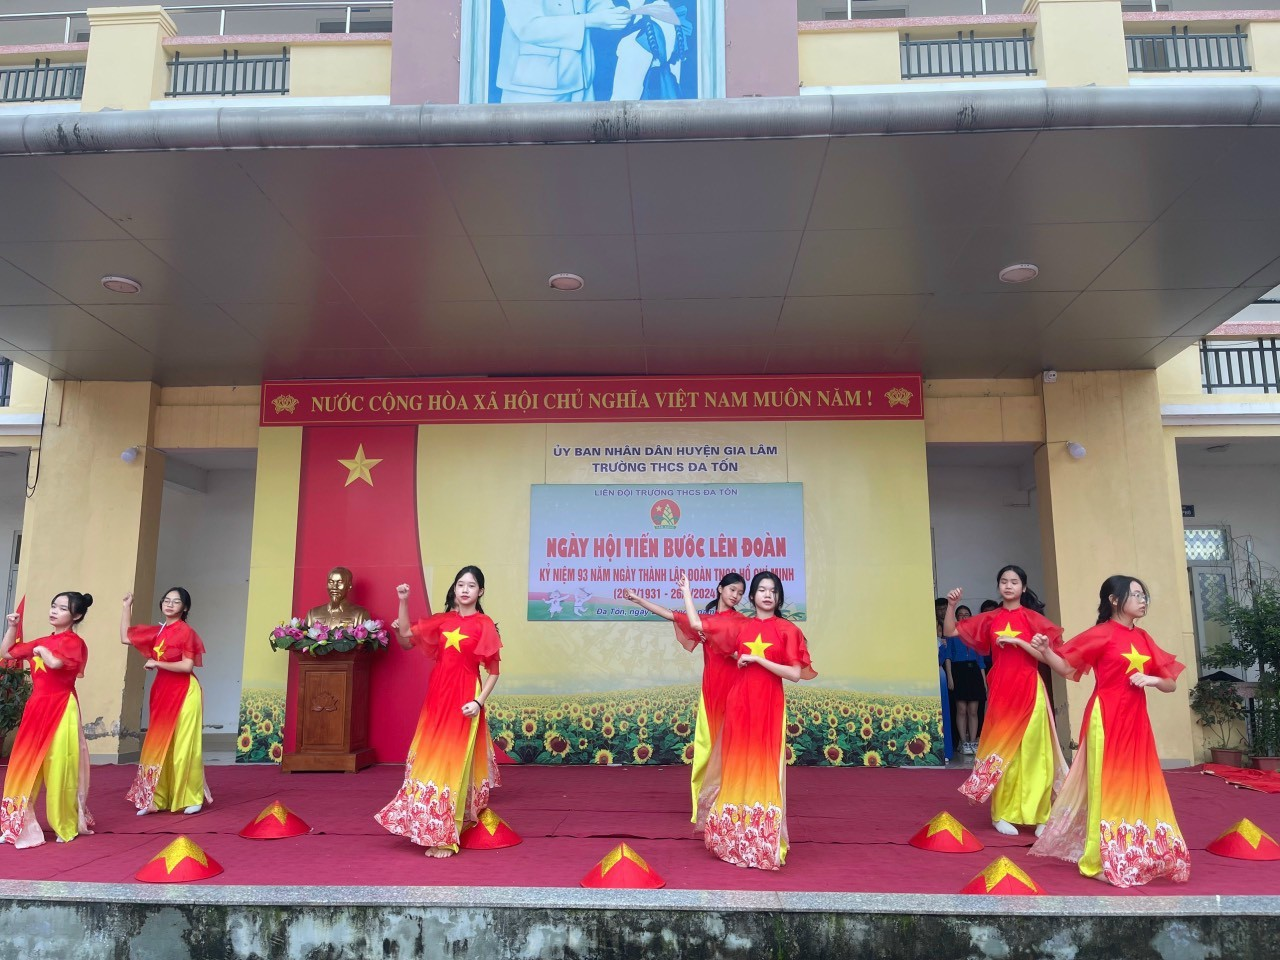 NƯỚC CỘNG HÒA XÃ HỘI CHỦ NGHĨA VIỆT NAM MUÔN NĂM !
ỦY BAN NHÂN DÂN HUYỆN GIA LÂM
TRƯỜNG THCS ĐA TỐN
LIÊN ĐỘI TRƯỜNG THCS ĐA TỐN
NGÀY HỘI TIẾN BƯỚC LÊN ĐOÀN
KỶ NIỆM 93 NĂM NGÀY THÀNH LẬP ĐOÀN TNCS HỒ CHÍ MINH
Đa Tốn, ngày